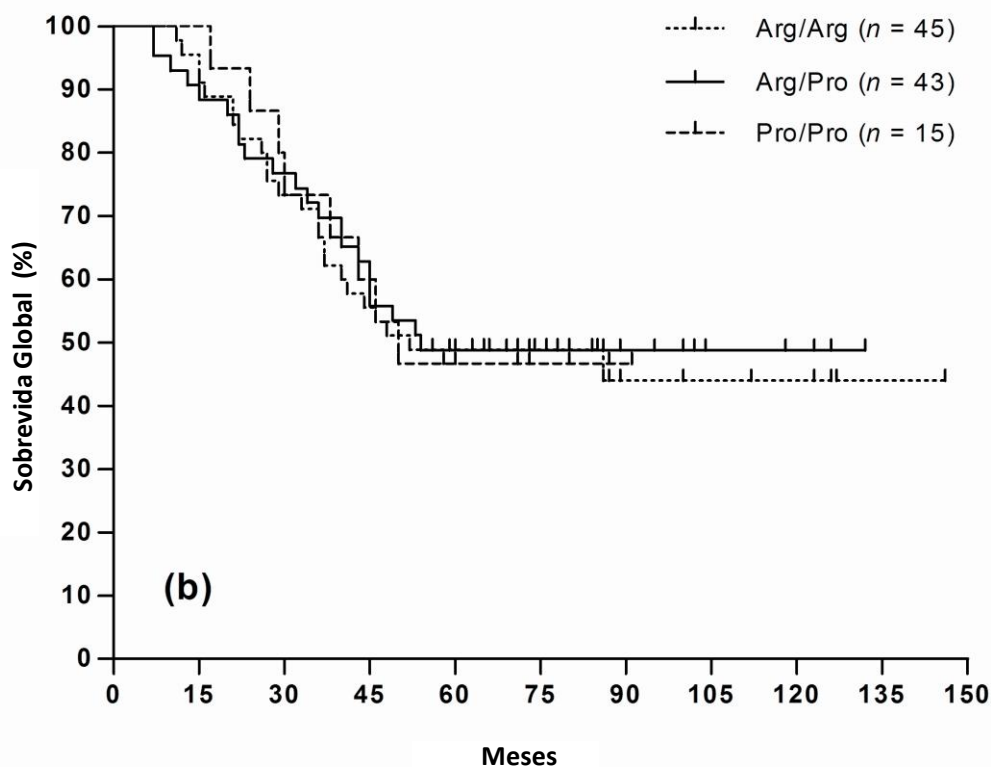 100
90
80
70
60
50
40
30
20
10
0
Sobrevida Global (%)
Arg/Arg (n = 45)
Arg/Pro (n = 43)
Pro/Pro (n = 15)
(b)
0 15 30 45 60 75 90 105 120 135 150
Meses